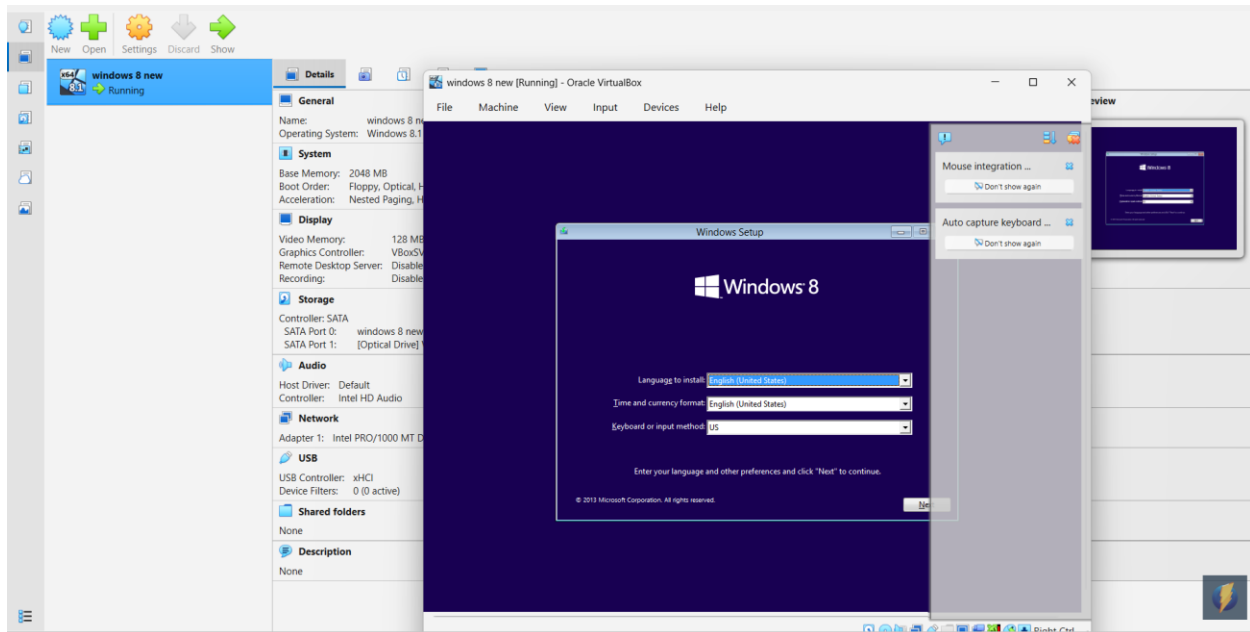 New Open Settings Discard Show
x64
8.1
windows 8 new
Running
Details
General
Name: windows 8 ne
Operating System: Windows 8.1
System
Base Memory: 2048 MB
Boot Order: Floppy, Optical, H
Acceleration: Nested Paging, H
Display
Video Memory: 128 MB
Graphics Controller: VBoxSV
Remote Desktop Server: Disable
Recording: Disable
Storage
Controller: SATA
SATA Port 0: windows 8 new
SATA Port 1: [Optical Drive]
Audio
Host Driver: Default
Controller: Intel HD Audio
Network
Adapter 1: Intel PRO/1000 MT D
USB
USB Controller: xHCI
Device Filters: 0 (0 active)
Shared folders
None
Description
None
windows 8 new [Running] - Oracle VirtualBox
File Machine View Input Devices Help
Mouse integration ...
Don't show again
Auto capture keyboard ...
Don't show again
Windows Setup
Windows 8
Language to install: English (United States)
Time and currency format: English (United States)
Keyboard or input method: US
Enter your language and other preferences and click "Next" to continue.
© 2013 Microsoft Corporation. All rights reserved.
Ne
Right Ctrl
eview